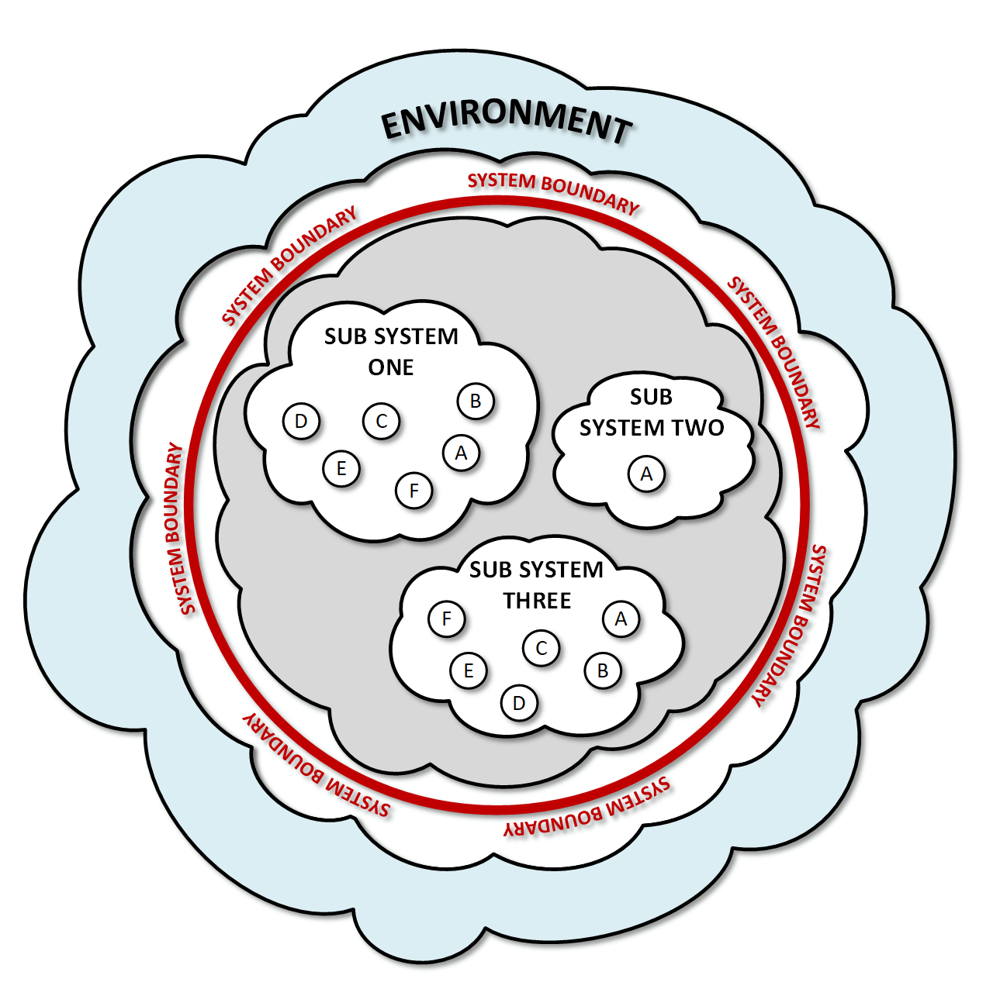 ENVIRONMENT
SYSTEM BOUNDARY
SYSTEM BOUNDARY
SYSTEM BOUNDARY
SUB SYSTEM
ONE
B
D
C
A
E
F
SUB
SYSTEM TWO
A
SYSTEM BOUNDARY
SYSTEM BOUNDARY
SUB SYSTEM
THREE
F
A
C
E
B
D
SYSTEM BOUNDARY
SYSTEM BOUNDARY